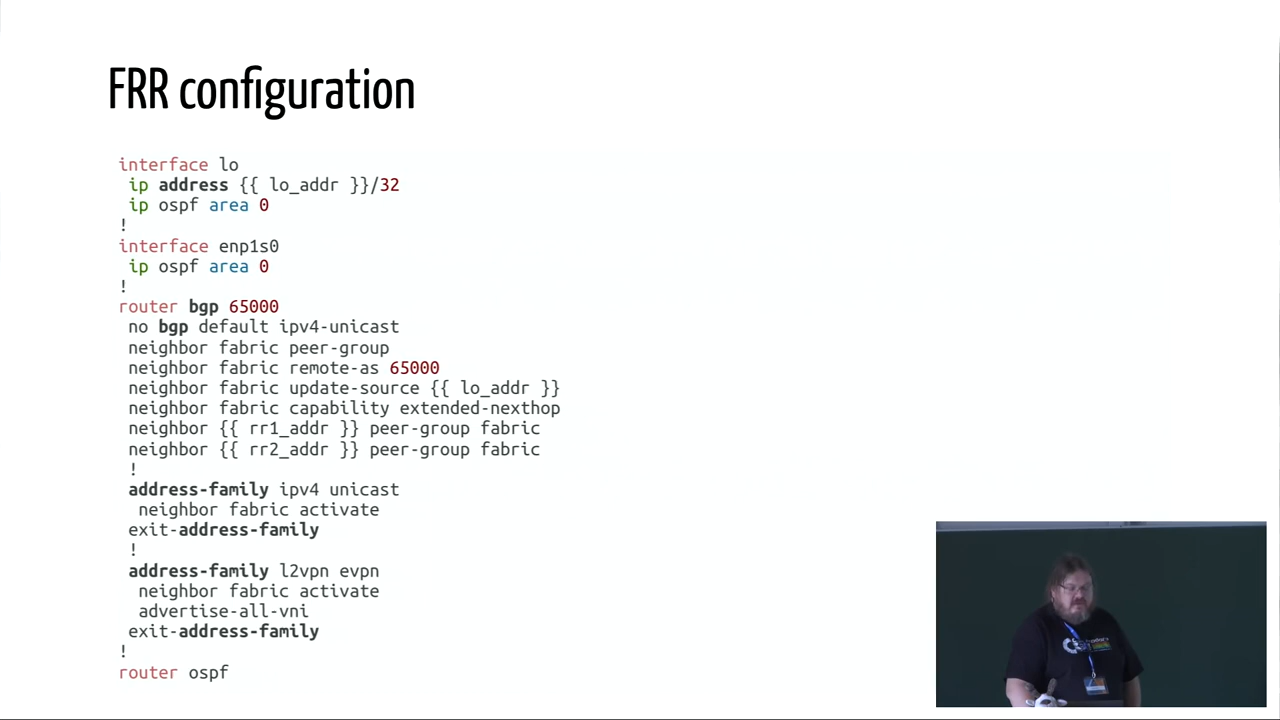 FRR configuration
interface lo
ip address {{ lo_addr }}/32
ip ospf area 0
!
interface enp1s0
ip ospf area 0
!
router bgp 65000
no bgp default ipv4-unicast
neighbor fabric peer-group
neighbor fabric remote-as 65000
neighbor fabric update-source {{ lo_addr }}
neighbor fabric capability extended-nexthop
neighbor {{ rr1_addr }} peer-group fabric
neighbor {{ rr2_addr }} peer-group fabric
!
address-family ipv4 unicast
neighbor fabric activate
exit-address-family
!
address-family l2vpn evpn
neighbor fabric activate
advertise-all-vni
exit-address-family
!
router ospf